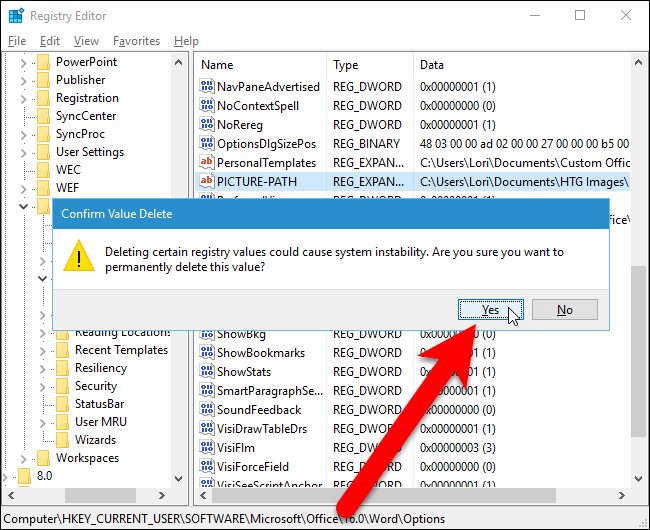 Registry Editor
File Edit View Favorites Help
PowerPoint
Publisher
Registration
SyncCenter
SyncProc
User Settings
WEC
WEF
Reading Locations
Recent Templates
Resiliency
Security
StatusBar
User MRU
Wizards
Workspaces
8.0
Name Type Data
NavPaneAdvertised REG_DWORD 0x00000001 (1)
NoContextSpell REG_DWORD 0x00000000 (0)
NoRereg REG_DWORD 0x00000001 (1)
OptionsDlgSizePos REG_BINARY 48 03 00 00 ad 02 00 00 27 00 00 00 b5 00
PersonalTemplates REG_EXPAN... C:\Users\Lori\Documents\Custom Offic
PICTURE-PATH REG_EXPAN... C:\Users\Lori\Documents\HTG Images\
Confirm Value Delete
Deleting certain registry values could cause system instability. Are you sure you want to
permanently delete this value?
Yes No
ShowBkg REG_DWORD (0)
ShowBookmarks REG_DWORD (1)
ShowStats REG_DWORD (1)
SmartParagraphSe... REG_DWORD (1)
SoundFeedback REG_DWORD 0x00000000 (0)
VisiDrawTableDrs REG_DWORD 0x00000001 (1)
VisiFlm REG_DWORD 0x00000003 (3)
VisiForceField REG_DWORD 0x00000000 (0)
VisiSeeScriptAnchor REG_DWORD 0x00000001 (1)
Computer\HKEY_CURRENT_USER\SOFTWARE\Microsoft\Office\16.0\Word\Options